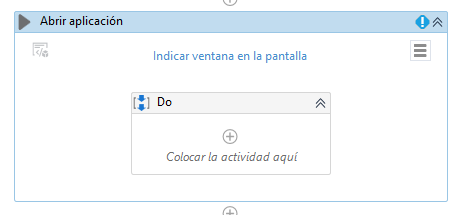 Abrir aplicación
Indicar ventana en la pantalla
Do
Colocar la actividad aquí